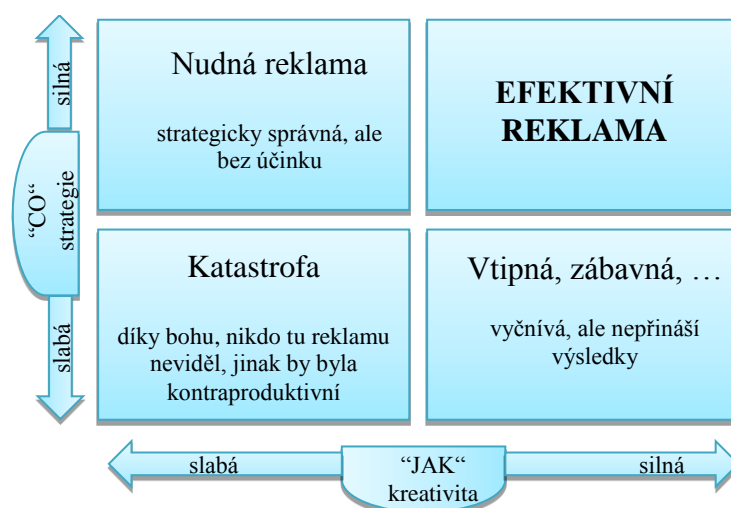 silná
“CO“
strategie
slabá
Nudná reklama
strategicky správná, ale
bez účinku
EFEKTIVNÍ
REKLAMA
Katastrofa
díky bohu, nikdo tu reklamu
neviděl, jinak by byla
kontraproduktivní
Vtipná, zábavná, …
vyčnívá, ale nepřináší
výsledky
slabá
“JAK“
kreativita
silná